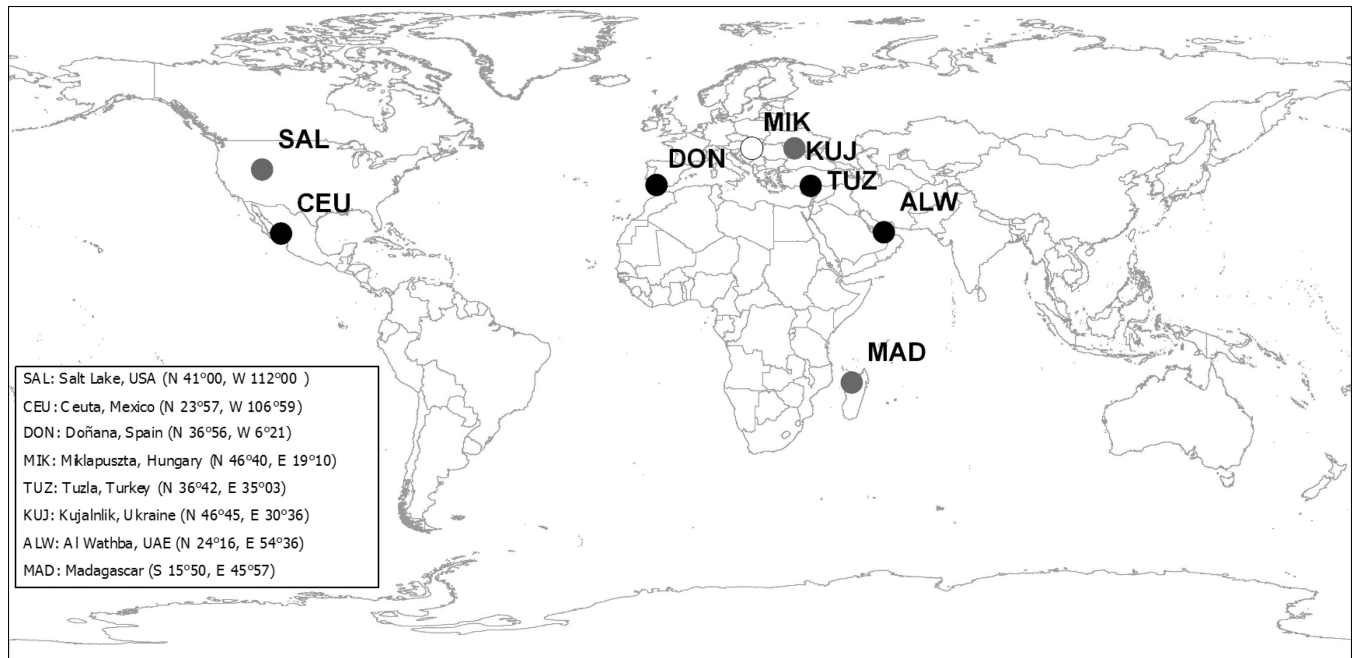 MIK
SAL
KUJ
DON
TUZ
CEU
ALW
MAD
SAL: Salt Lake, USA (N 41º00, W 112º00 )
CEU: Ceuta, Mexico (N 23º57, W 106º59)
DON: Doñana, Spain (N 36º56, W 6º21)
MIK: Miklapuszta, Hungary (N 46º40, E 19º10)
TUZ: Tuzla, Turkey (N 36º42, E 35º03)
KUJ: Kujalnlik, Ukraine (N 46º45, E 30º36)
ALW: Al Wathba, UAE (N 24º16, E 54º36)
MAD: Madagascar (S 15º50, E 45º57)